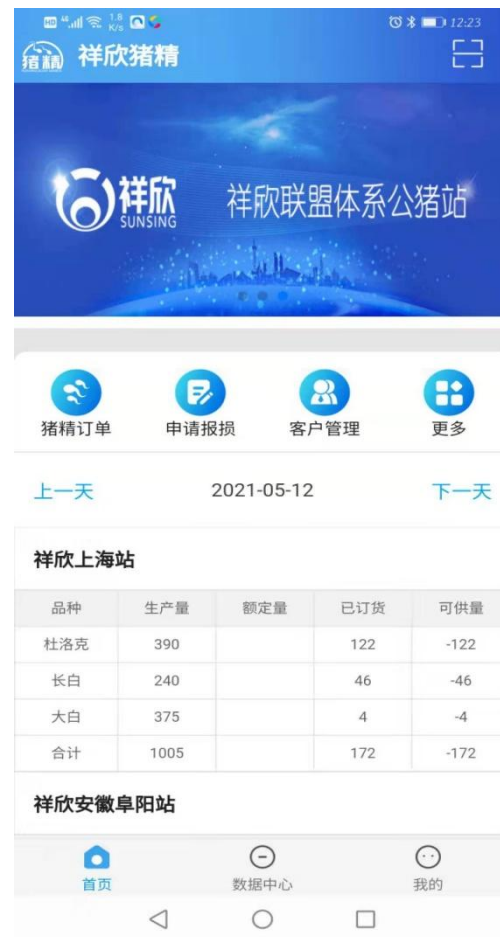 HD 4G 1.8 K/s 12:23
猪精 祥欣猪精
祥欣 祥欣联盟体系公猪站
SUNSING
猪精订单 申请报损 客户管理 更多
上一天 2021-05-12 下一天
祥欣上海站
品种 生产量 额定量 已订货 可供量
杜洛克 390 122 -122
长白 240 46 -46
大白 375 4 -4
合计 1005 172 -172
祥欣安徽阜阳站
首页 数据中心 我的